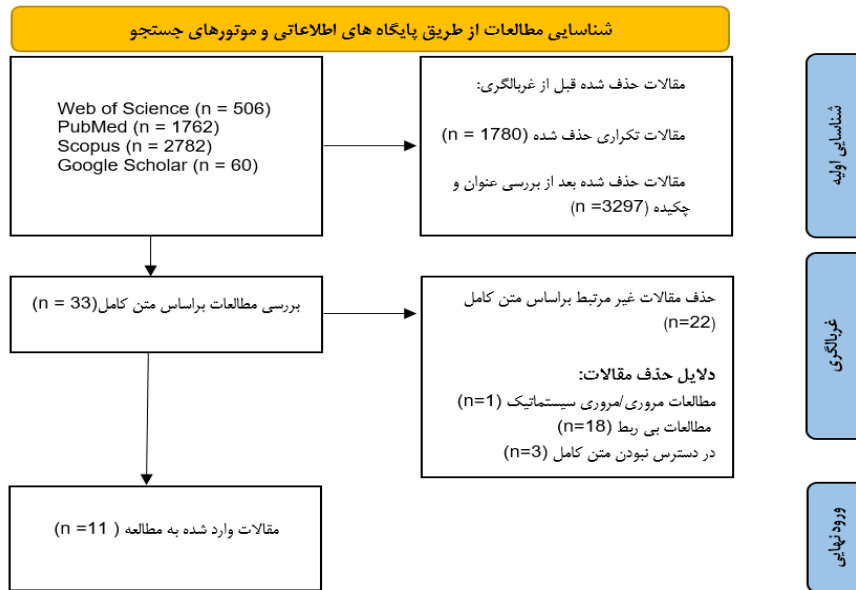 شناسایی مطالعات از طریق پایگاه های اطلاعاتی و موتورهای جستجو
Web of Science (n = 506)
PubMed (n = 1762)
Scopus (n = 2782)
Google Scholar (n = 60)
مقالات حذف شده قبل از غربالگری:
مقالات تکراری حذف شده (n = 1780)
مقالات حذف شده بعد از بررسی عنوان و
چکیده (n =3297)
شناسایی اولیه
بررسی مطالعات براساس متن کامل(n = 33)
حذف مقالات غیر مرتبط براساس متن کامل
(n=22)
دلایل حذف مقالات:
مطالعات مروری/مروری سیستماتیک (n=1)
مطالعات بی ربط (n=18)
در دسترس نبودن متن کامل (n=3)
غربالگری
مقالات وارد شده به مطالعه (n =11 )
ورود نهایی